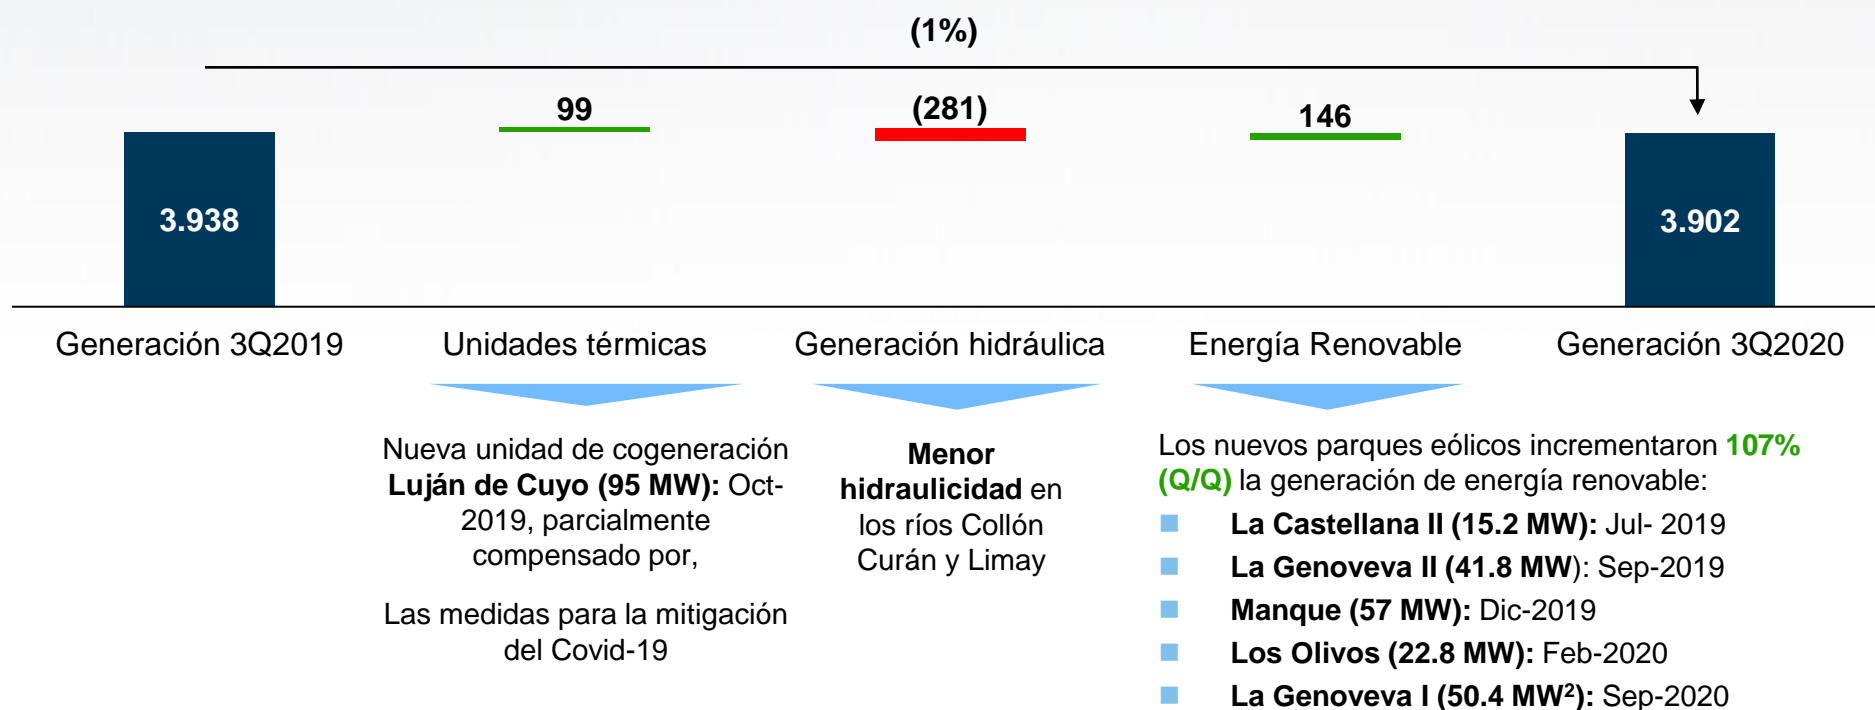 (1%)
99
(281)
146
3.938
3.902
Generación 3Q2019
Unidades térmicas
Generación hidráulica
Energía Renovable
Generación 3Q2020
Nueva unidad de cogeneración
Luján de Cuyo (95 MW): Oct-
2019, parcialmente
compensado por,
Las medidas para la mitigación
del Covid-19
Menor
hidraulicidad en
los ríos Collón
Curán y Limay
Los nuevos parques eólicos incrementaron 107%
(Q/Q) la generación de energía renovable:
La Castellana II (15.2 MW): Jul- 2019
La Genoveva II (41.8 MW): Sep-2019
Manque (57 MW): Dic-2019
Los Olivos (22.8 MW): Feb-2020
La Genoveva I (50.4 MW²): Sep-2020